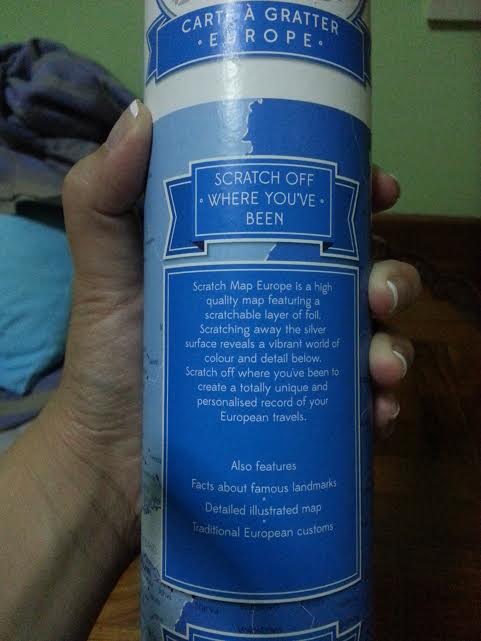 CARTE À GRATTER
• EUROPE •
SCRATCH OFF
• WHERE YOU'VE •
BEEN
Scratch Map Europe is a high
quality map featuring a
scratchable layer of foil.
Scratching away the silver
surface reveals a vibrant world of
colour and detail below.
Scratch off where you've been to
create a totally unique and
personalised record of your
European travels.
Also features
Facts about famous landmarks
•
Detailed illustrated map
•
Traditional European customs